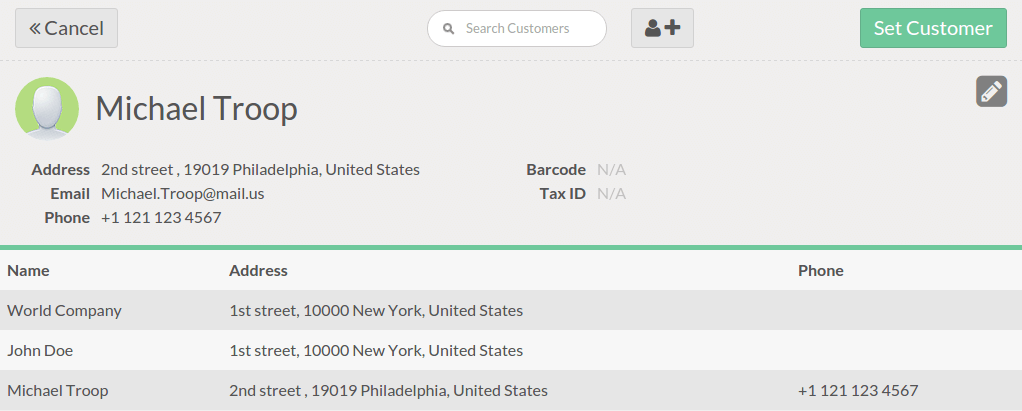 « Cancel
Search Customers
Set Customer
Michael Troop
Address 2nd street , 19019 Philadelphia, United States
Barcode N/A
Email Michael.Troop@mail.us
Tax ID N/A
Phone +1 121 123 4567
Name Address Phone
World Company 1st street, 10000 New York, United States
John Doe 1st street, 10000 New York, United States
Michael Troop 2nd street , 19019 Philadelphia, United States +1 121 123 4567